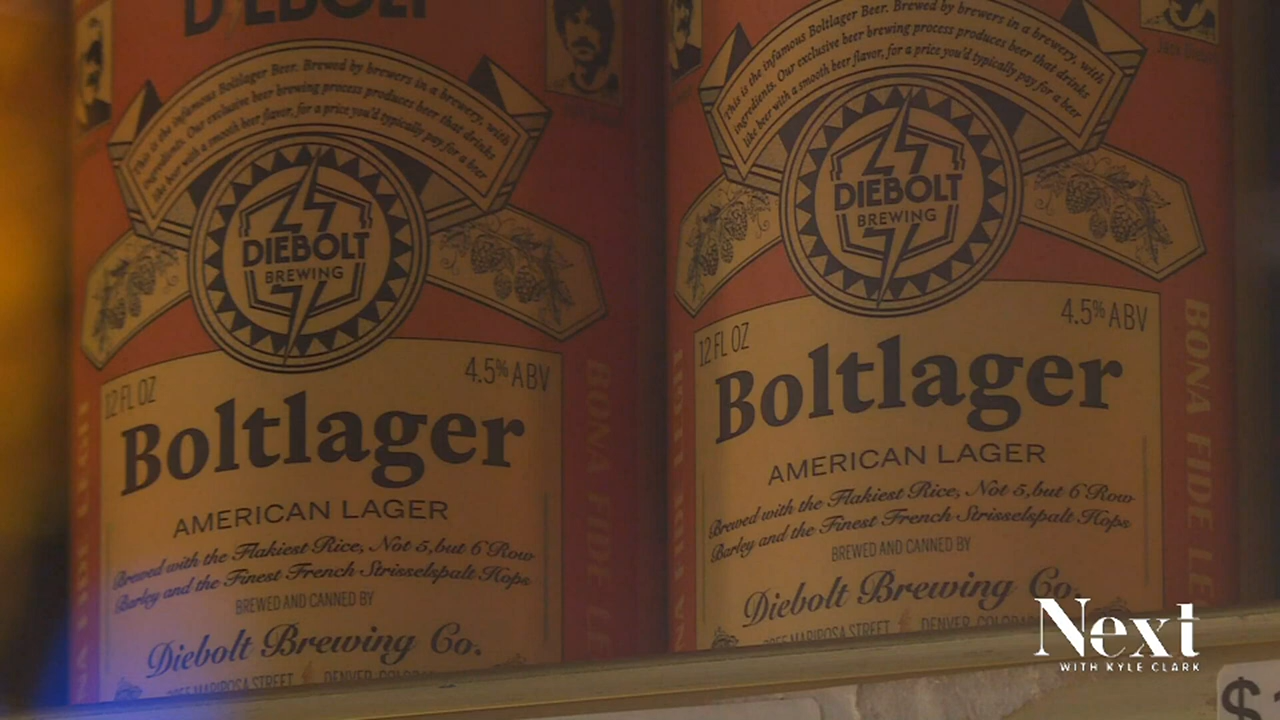 DIEBOLT
This is the infamous Boltlager Beer. Brewed by brewers in a brewery, with
ingredients. Our exclusive beer brewing process produces beer that drinks
like beer with a smooth beer flavor, for a price you'd typically pay for a beer
DIEBOLT
BREWING
12 FL OZ
4.5% ABV
Boltlager
AMERICAN LAGER
Brewed with the Flakiest Rice, Not 5, but 6 Row
Barley and the Finest French Strisselspalt Hops
BREWED AND CANNED BY
Diebolt Brewing Co.
MARIPOSA STREET DENVER, COLORADO
BONA FIDE
This is the infamous Boltlager Beer. Brewed by brewers in a brewery, with
ingredients. Our exclusive beer brewing process produces beer that drinks
like beer with a smooth beer flavor, for a price you'd typically pay for a beer
DIEBOLT
BREWING
12 FL OZ
4.5% ABV
Boltlager
AMERICAN LAGER
Brewed with the Flakiest Rice, Not 5, but 6 Row
Barley and the Finest French Strisselspalt Hops
BREWED AND CANNED BY
Diebolt Brewing Co.
MARIPOSA STREET DENVER, COLORADO
BONA FIDE
Next
WITH KYLE CLARK
$